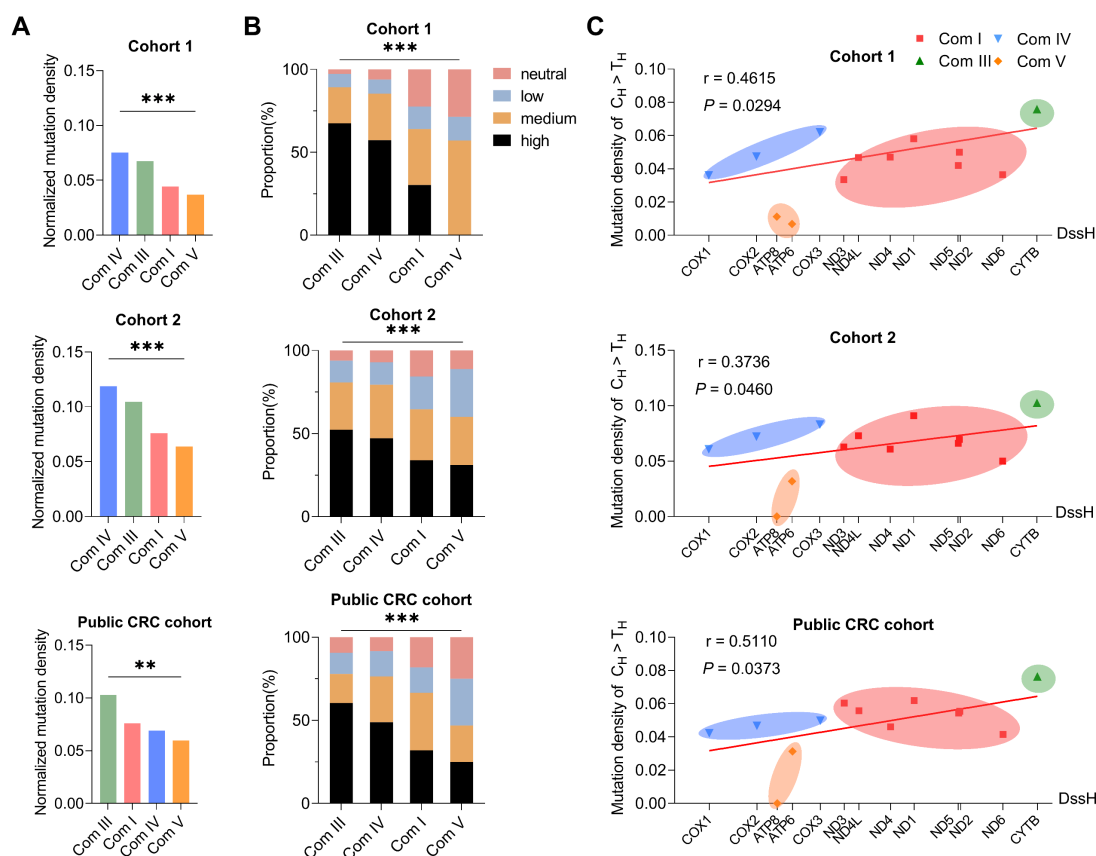 A
Cohort 1
Normalized mutation density
0.15
0.10
0.05
0.00
***
Com IV
Com III
Com I
Com V
Cohort 2
Normalized mutation density
0.15
0.10
0.05
0.00
***
Com IV
Com III
Com I
Com V
Public CRC cohort
Normalized mutation density
0.15
0.10
0.05
0.00
**
Com III
Com I
Com IV
Com V
B
Cohort 1
***
Proportion(%)
100
50
0
Com III
Com IV
Com I
Com V
neutral
low
medium
high
Cohort 2
***
Proportion(%)
100
50
0
Com III
Com IV
Com I
Com V
Public CRC cohort
***
Proportion(%)
100
50
0
Com III
Com IV
Com I
Com V
C
Com I
Com IV
Com III
Com V
Cohort 1
r = 0.4615
P = 0.0294
Mutation density of C_H > T_H
0.10
0.08
0.06
0.04
0.02
0.00
DssH
COX1
COX2
ATP8
ATP6
COX3
ND3
ND4L
ND4
ND1
ND5
ND2
ND6
CYTB
Cohort 2
r = 0.3736
P = 0.0460
Mutation density of C_H > T_H
0.15
0.10
0.05
0.00
DssH
COX1
COX2
ATP8
ATP6
COX3
ND3
ND4L
ND4
ND1
ND5
ND2
ND6
CYTB
Public CRC cohort
r = 0.5110
P = 0.0373
Mutation density of C_H > T_H
0.10
0.08
0.06
0.04
0.02
0.00
DssH
COX1
COX2
ATP8
ATP6
COX3
ND3
ND4L
ND4
ND1
ND5
ND2
ND6
CYTB